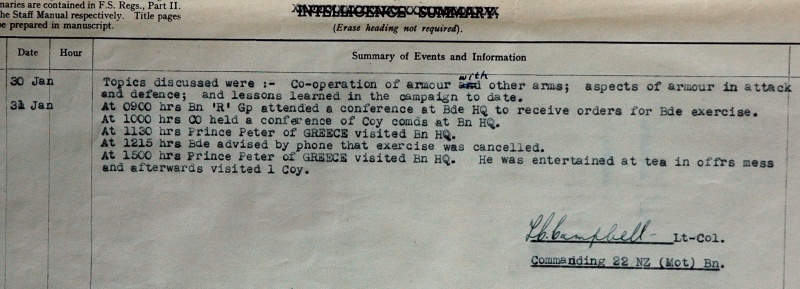 naries are contained in F.S. Regs., Part II.
he Staff Manual respectively. Title pages
be prepared in manuscript.
INTELLIGENCE SUMMARY.
(Erase heading not required).
Date Hour Summary of Events and Information
30 Jan Topics discussed were :- Co-operation of armour with other arms; aspects of armour in attack
and defence; and lessons learned in the campaign to date.
31 Jan At 0900 hrs Bn 'R' Gp attended a conference at Bde HQ to receive orders for Bde exercise.
At 1000 hrs CO held a conference of Coy comds at Bn HQ.
At 1130 hrs Prince Peter of GREECE visited Bn HQ.
At 1215 hrs Bde advised by phone that exercise was cancelled.
At 1500 hrs Prince Peter of GREECE visited Bn HQ. He was entertained at tea in offrs mess
and afterwards visited 1 Coy.
L.C.Campbell Lt-Col.
Commanding 22 NZ (Mot) Bn.